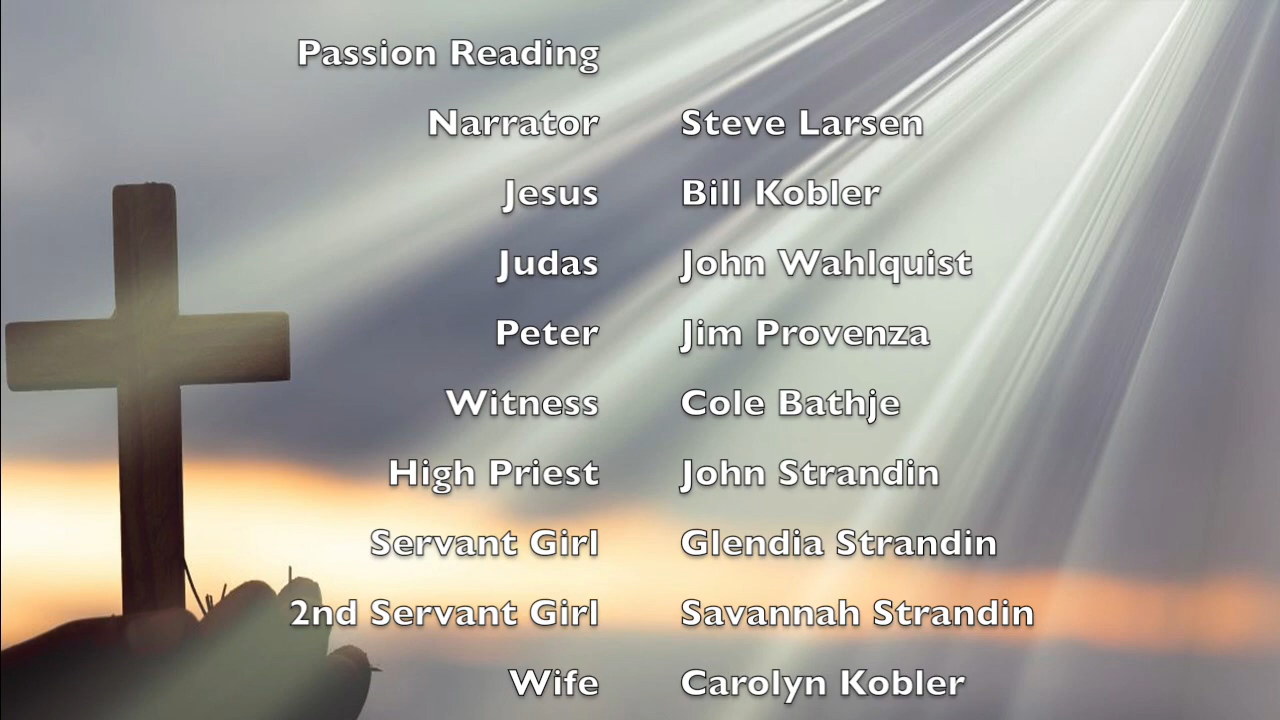 Passion Reading
Narrator Steve Larsen
Jesus Bill Kobler
Judas John Wahlquist
Peter Jim Provenza
Witness Cole Bathje
High Priest John Strandin
Servant Girl Glendia Strandin
2nd Servant Girl Savannah Strandin
Wife Carolyn Kobler